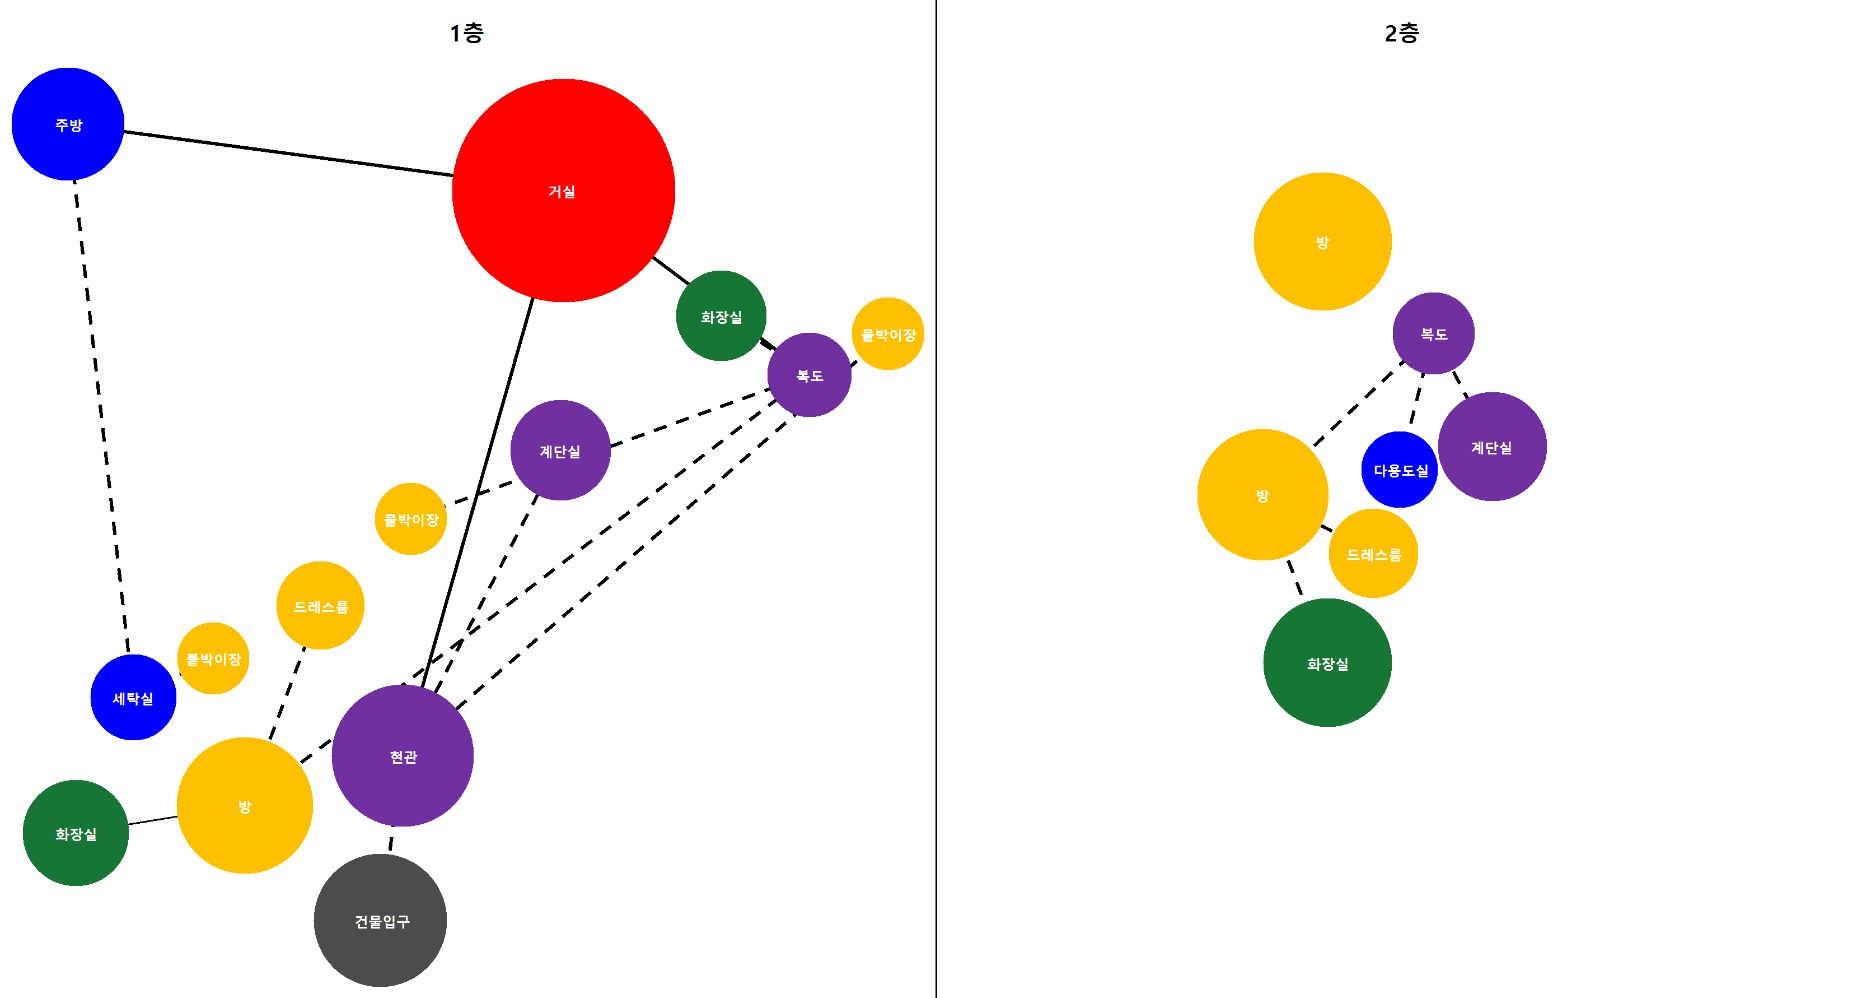 1층
주방
거실
화장실
붙박이장
복도
계단실
붙박이장
드레스룸
붙박이장
세탁실
현관
방
화장실
건물입구
2층
방
복도
계단실
다용도실
방
드레스룸
화장실